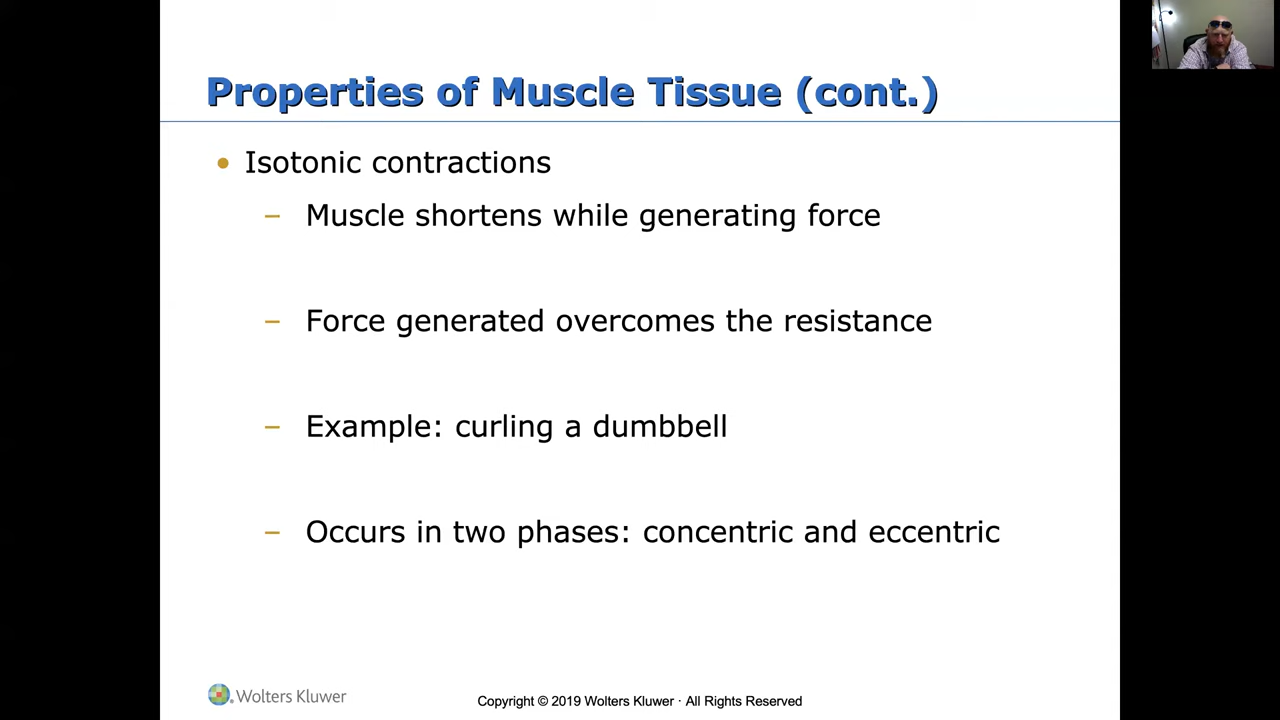 Properties of Muscle Tissue (cont.)
• Isotonic contractions
– Muscle shortens while generating force
– Force generated overcomes the resistance
– Example: curling a dumbbell
– Occurs in two phases: concentric and eccentric
Wolters Kluwer
Copyright © 2019 Wolters Kluwer · All Rights Reserved